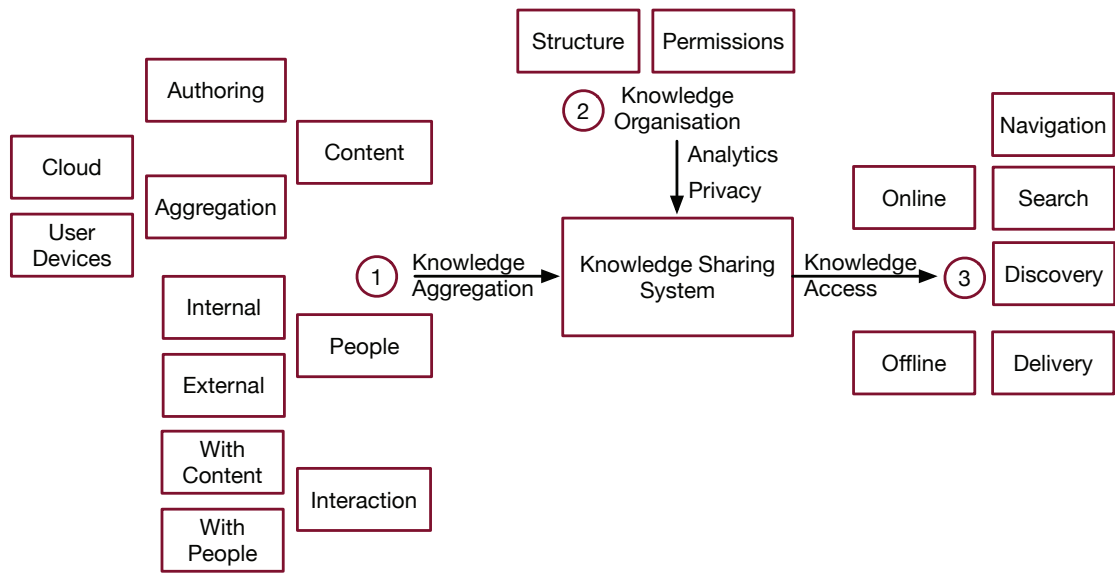 Structure
Permissions
Authoring
2
Knowledge
Organisation
Navigation
Content
Cloud
Analytics
Privacy
Aggregation
Online
Search
User
Devices
1
Knowledge
Aggregation
Knowledge Sharing
System
Knowledge
Access
3
Discovery
Internal
People
External
Offline
Delivery
With
Content
Interaction
With
People